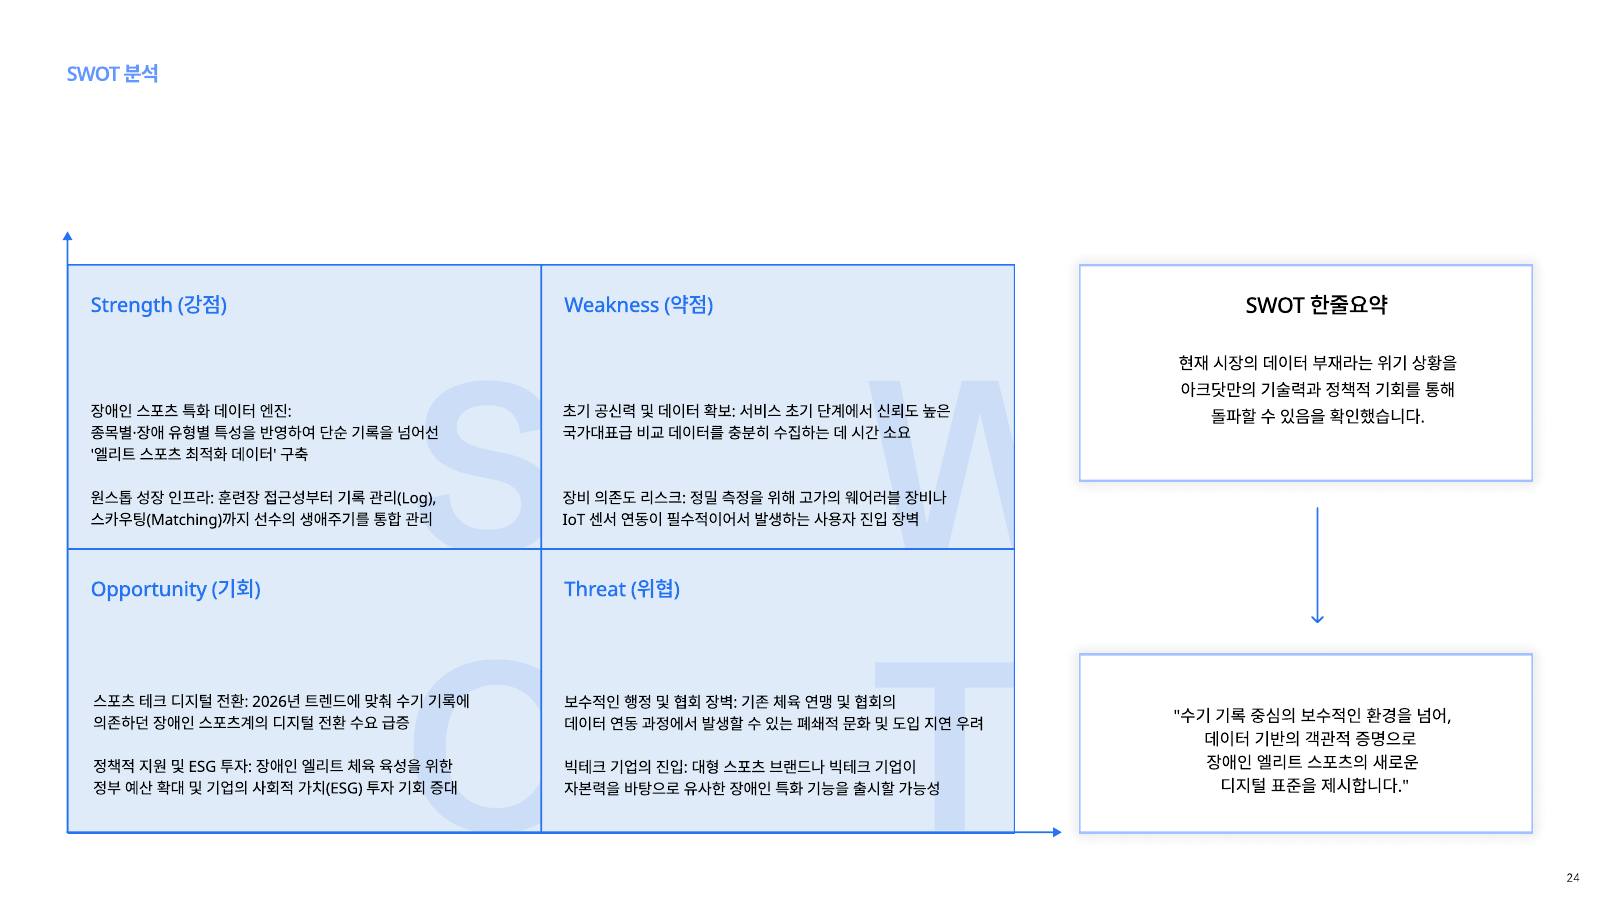 SWOT 분석
Strength (강점)
장애인 스포츠 특화 데이터 엔진:
종목별·장애 유형별 특성을 반영하여 단순 기록을 넘어선
'엘리트 스포츠 최적화 데이터' 구축
원스톱 성장 인프라: 훈련장 접근성부터 기록 관리(Log),
스카우팅(Matching)까지 선수의 생애주기를 통합 관리
S
Weakness (약점)
초기 공신력 및 데이터 확보: 서비스 초기 단계에서 신뢰도 높은
국가대표급 비교 데이터를 충분히 수집하는 데 시간 소요
장비 의존도 리스크: 정밀 측정을 위해 고가의 웨어러블 장비나
IoT 센서 연동이 필수적이어서 발생하는 사용자 진입 장벽
W
Opportunity (기회)
스포츠 테크 디지털 전환: 2026년 트렌드에 맞춰 수기 기록에
의존하던 장애인 스포츠계의 디지털 전환 수요 급증
정책적 지원 및 ESG 투자: 장애인 엘리트 체육 육성을 위한
정부 예산 확대 및 기업의 사회적 가치(ESG) 투자 기회 증대
O
Threat (위협)
보수적인 행정 및 협회 장벽: 기존 체육 연맹 및 협회의
데이터 연동 과정에서 발생할 수 있는 폐쇄적 문화 및 도입 지연 우려
빅테크 기업의 진입: 대형 스포츠 브랜드나 빅테크 기업이
자본력을 바탕으로 유사한 장애인 특화 기능을 출시할 가능성
T
SWOT 한줄요약
현재 시장의 데이터 부재라는 위기 상황을
아크닷만의 기술력과 정책적 기회를 통해
돌파할 수 있음을 확인했습니다.
"수기 기록 중심의 보수적인 환경을 넘어,
데이터 기반의 객관적 증명으로
장애인 엘리트 스포츠의 새로운
디지털 표준을 제시합니다."
24